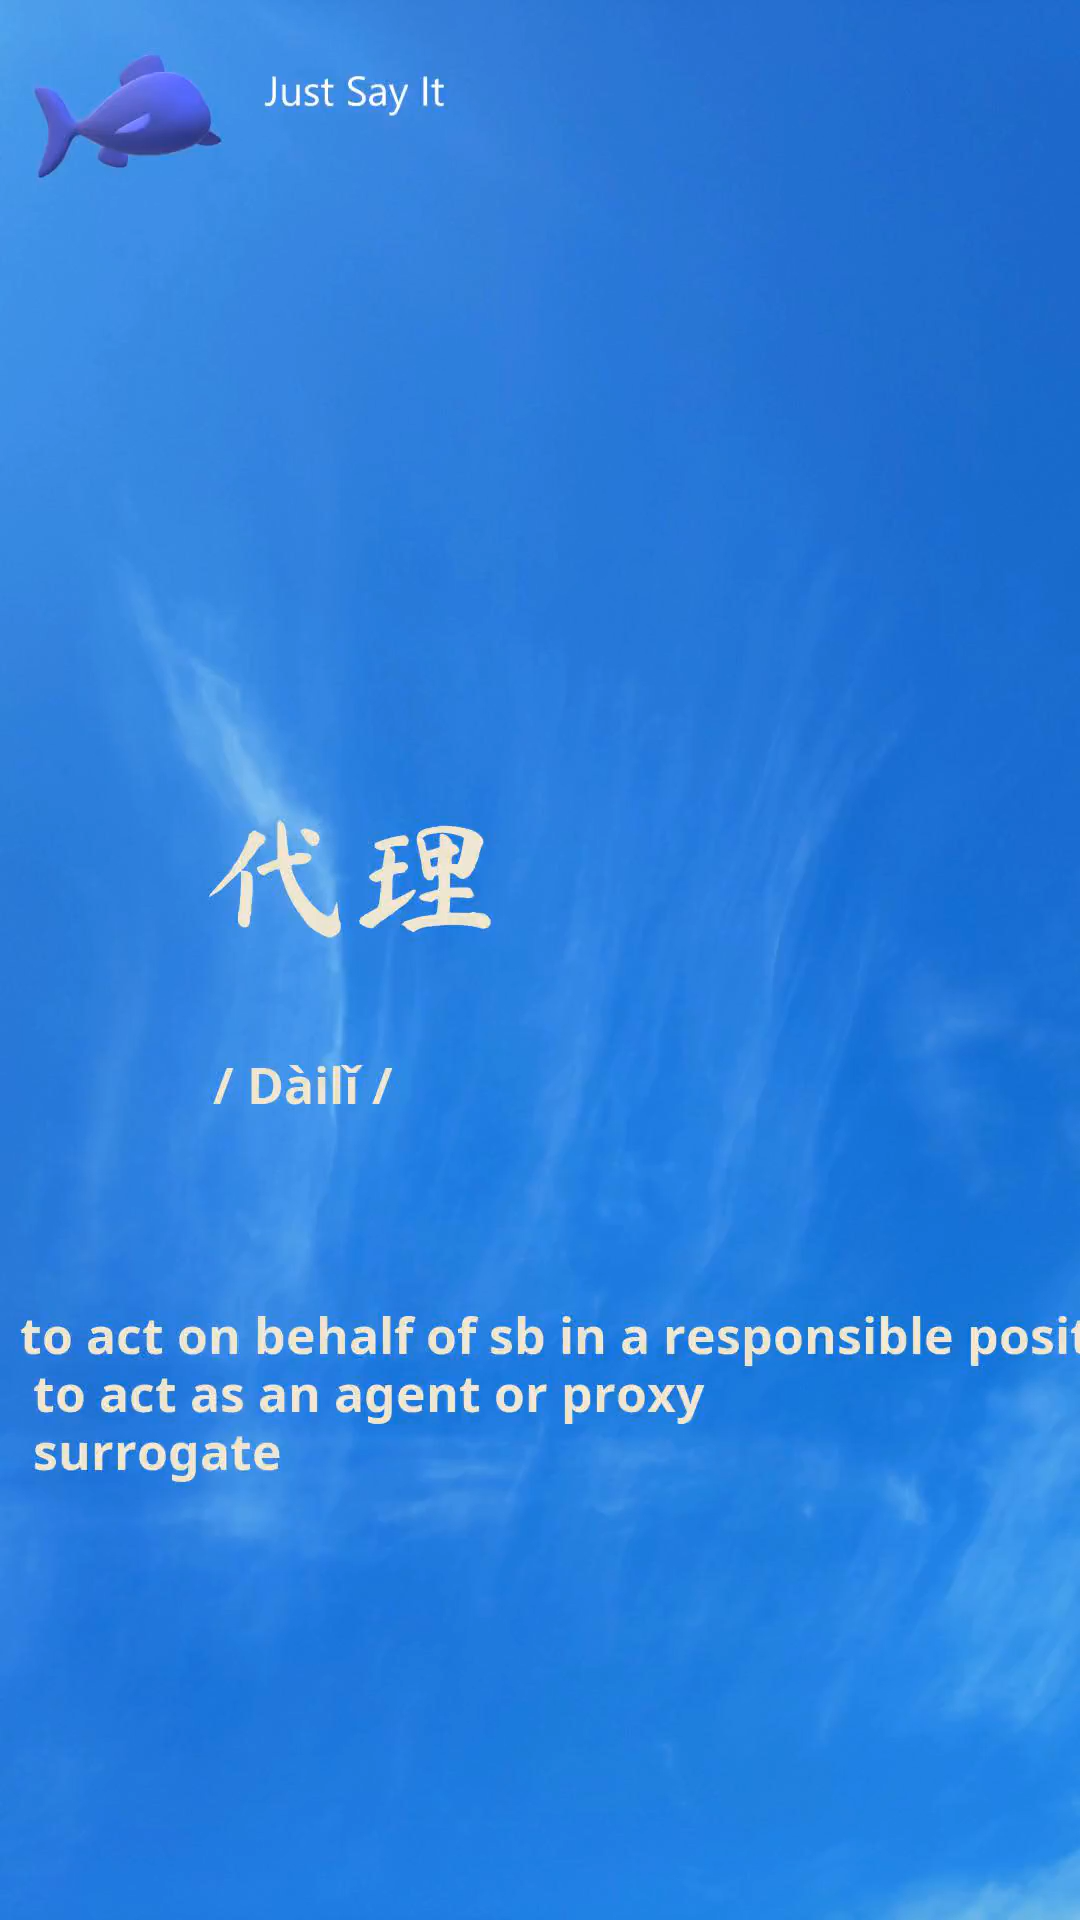 Just Say It
代理
/ Dàilǐ /
to act on behalf of sb in a responsible posit
to act as an agent or proxy
surrogate